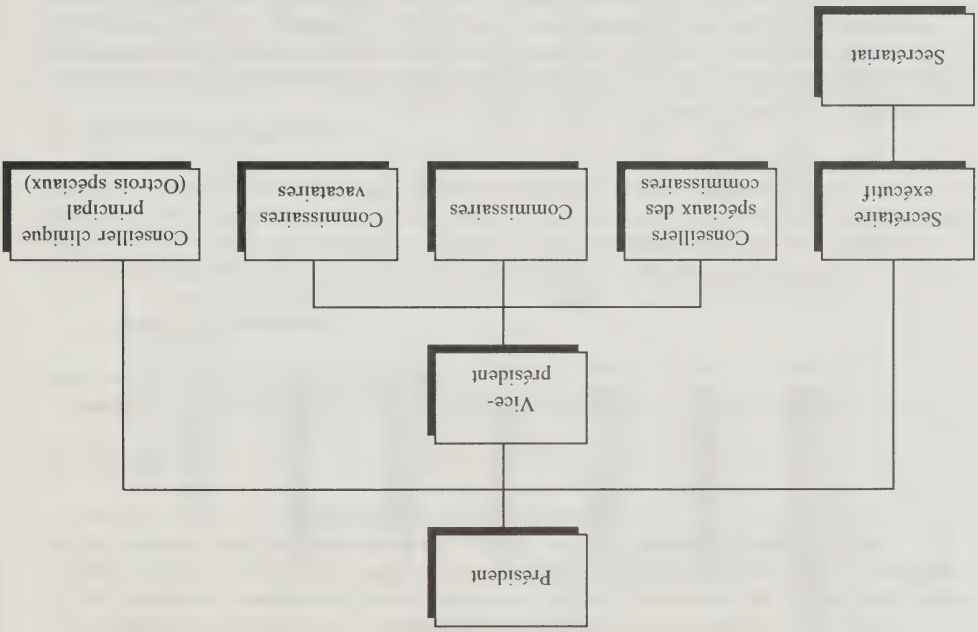 Président
Vice-
président
Secrétaire
exécutif
Conseillers
spéciaux des
commissaires
Commissaires
Commissaires
vacataires
Conseiller clinique
principal
(Octrois spéciaux)
Secrétariat